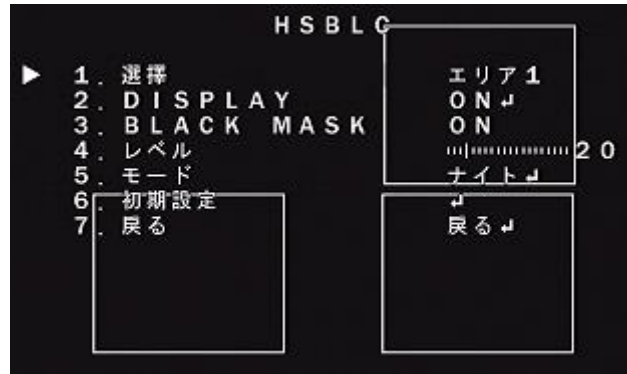 HSBLC
▶ 1. 選擇 エリア1
2. DISPLAY ON↲
3. BLACK MASK ON
4. レベル 20
5. モード ナイト↲
6. 初期設定 ↲
7. 戻る 戻る↲